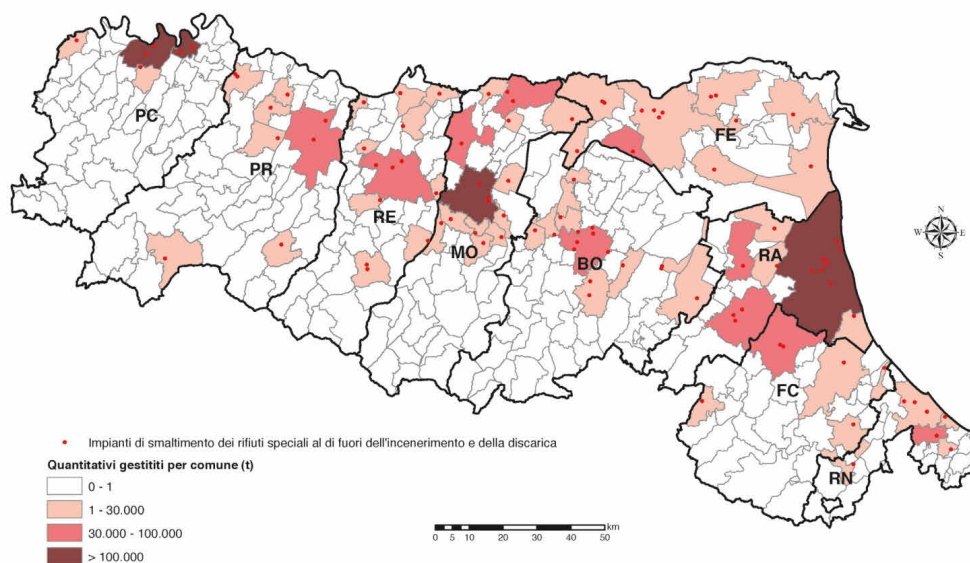 PC
PR
RE
MO
BO
FE
RA
FC
RN
N
W E
S
Impianti di smaltimento dei rifiuti speciali al di fuori dell'incenerimento e della discarica
Quantitativi gestititi per comune (t)
0 - 1
1 - 30.000
30.000 - 100.000
> 100.000
km
0 5 10 20 30 40 50